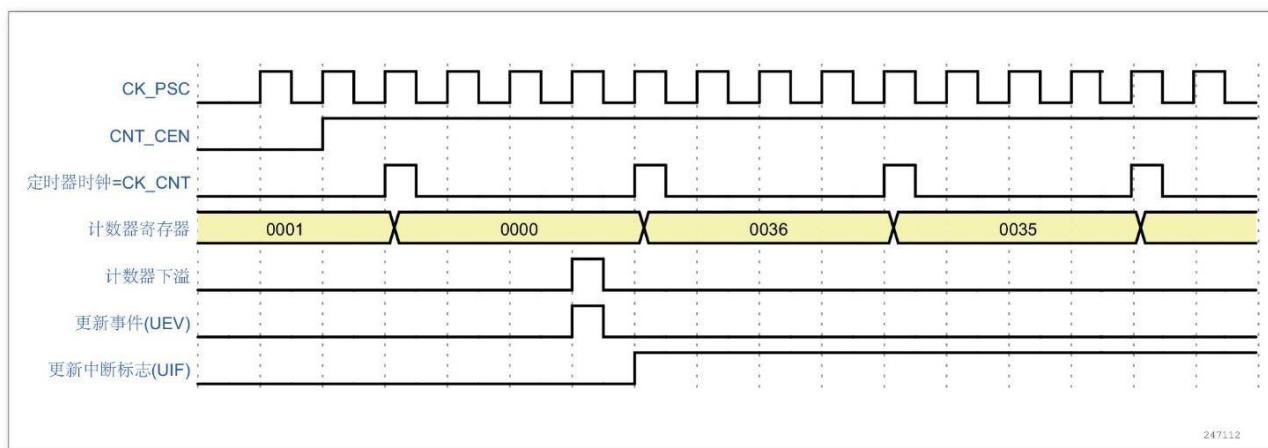 CK_PSC
CNT_CEN
定时器时钟=CK_CNT
计数器寄存器 0001 0000 0036 0035
计数器下溢
更新事件(UEV)
更新中断标志(UIF)
247112